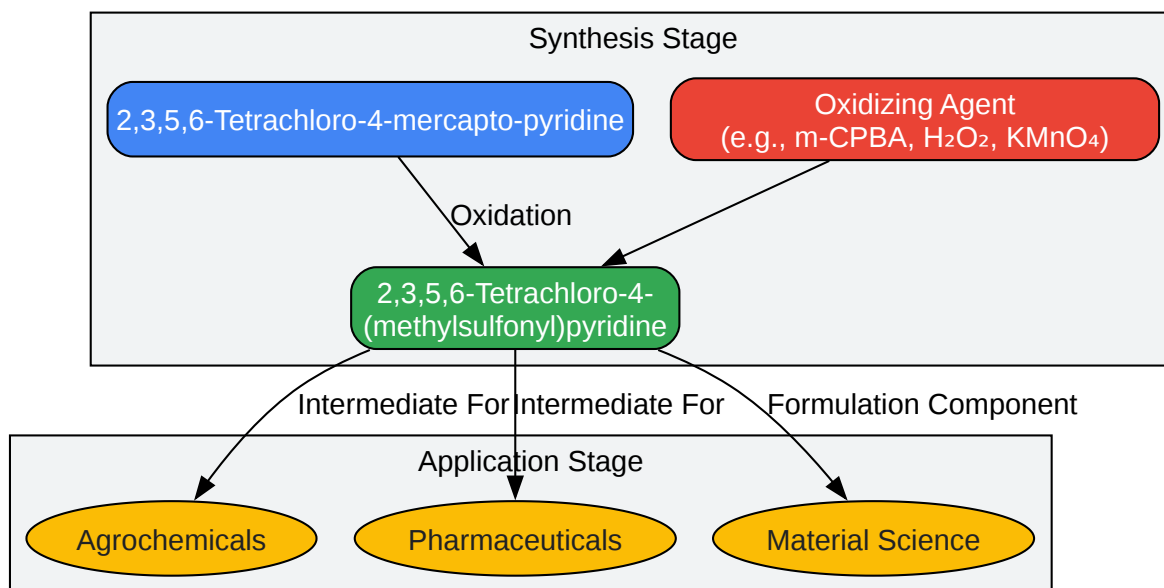 Synthesis Stage
2,3,5,6-Tetrachloro-4-mercapto-pyridine
Oxidizing Agent
(e.g., m-CPBA, H₂O₂, KMnO₄)
Oxidation
2,3,5,6-Tetrachloro-4-
(methylsulfonyl)pyridine
Intermediate For
Intermediate For
Formulation Component
Application Stage
Agrochemicals
Pharmaceuticals
Material Science